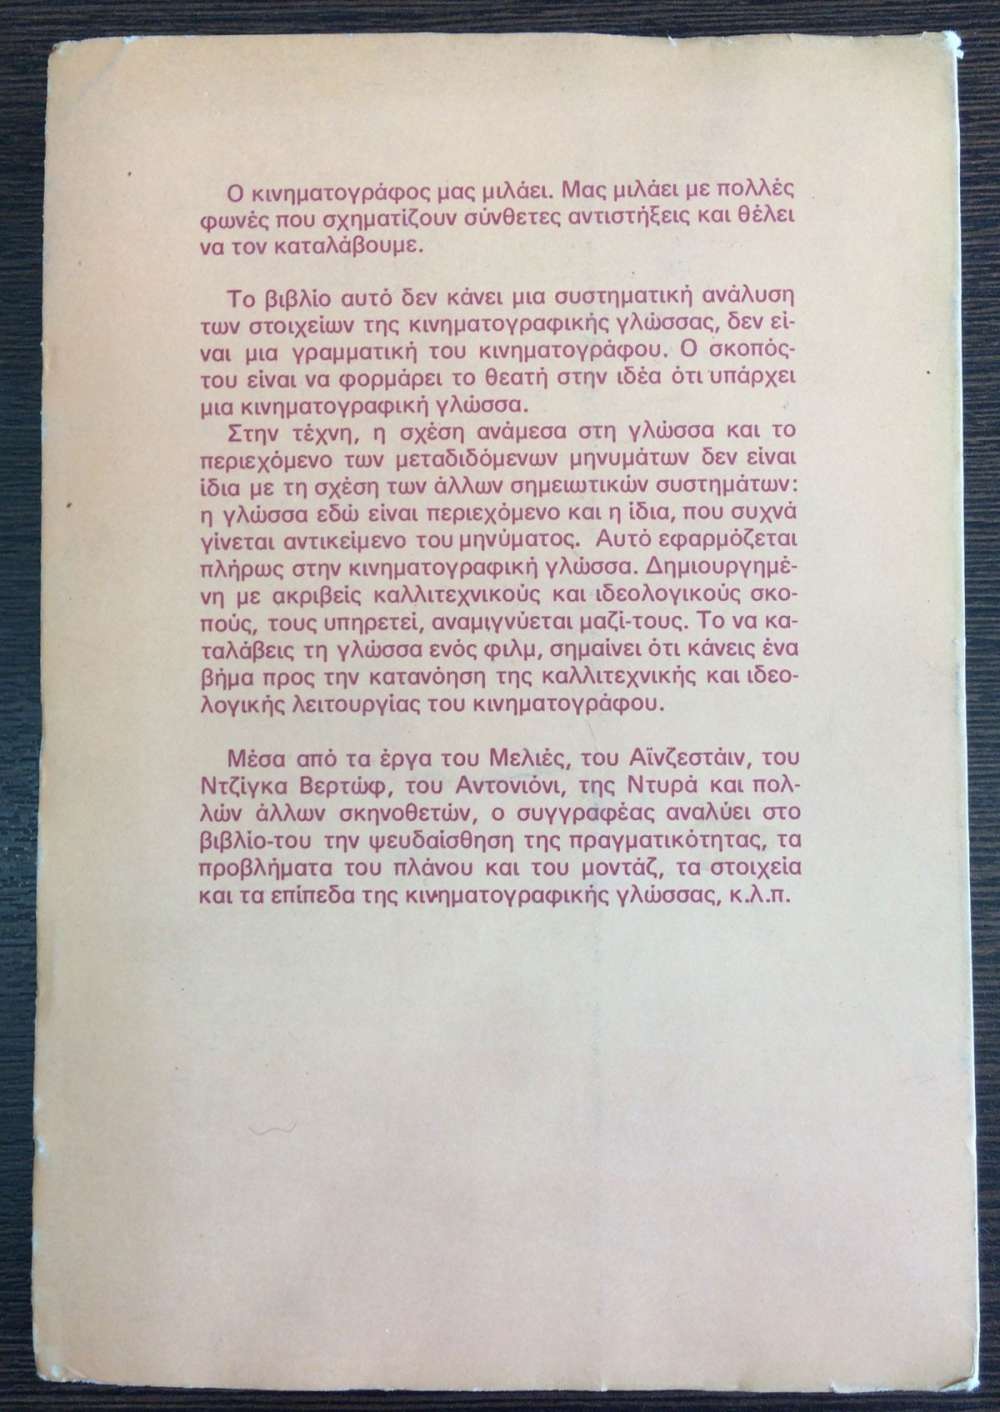 Ο κινηματογράφος μας μιλάει. Μας μιλάει με πολλές
φωνές που σχηματίζουν σύνθετες αντιστήξεις και θέλει
να τον καταλάβουμε.
Το βιβλίο αυτό δεν κάνει μια συστηματική ανάλυση
των στοιχείων της κινηματογραφικής γλώσσας, δεν εί-
ναι μια γραμματική του κινηματογράφου. Ο σκοπός-
του είναι να φορμάρει το θεατή στην ιδέα ότι υπάρχει
μια κινηματογραφική γλώσσα.
Στην τέχνη, η σχέση ανάμεσα στη γλώσσα και το
περιεχόμενο των μεταδιδόμενων μηνυμάτων δεν είναι
ίδια με τη σχέση των άλλων σημειωτικών συστημάτων:
η γλώσσα εδώ είναι περιεχόμενο και η ίδια, που συχνά
γίνεται αντικείμενο του μηνύματος. Αυτό εφαρμόζεται
πλήρως στην κινηματογραφική γλώσσα. Δημιουργημέ-
νη με ακριβείς καλλιτεχνικούς και ιδεολογικούς σκο-
πούς, τους υπηρετεί, αναμιγνύεται μαζί-τους. Το να κα-
ταλάβεις τη γλώσσα ενός φιλμ, σημαίνει ότι κάνεις ένα
βήμα προς την κατανόηση της καλλιτεχνικής και ιδεο-
λογικής λειτουργίας του κινηματογράφου.
Μέσα από τα έργα του Μελιές, του Αϊνζεστάιν, του
Ντζίγκα Βερτώφ, του Αντονιόνι, της Ντυρά και πολ-
λών άλλων σκηνοθετών, ο συγγραφέας αναλύει στο
βιβλίο-του την ψευδαίσθηση της πραγματικότητας, τα
προβλήματα του πλάνου και του μοντάζ, τα στοιχεία
και τα επίπεδα της κινηματογραφικής γλώσσας, κ.λ.π.